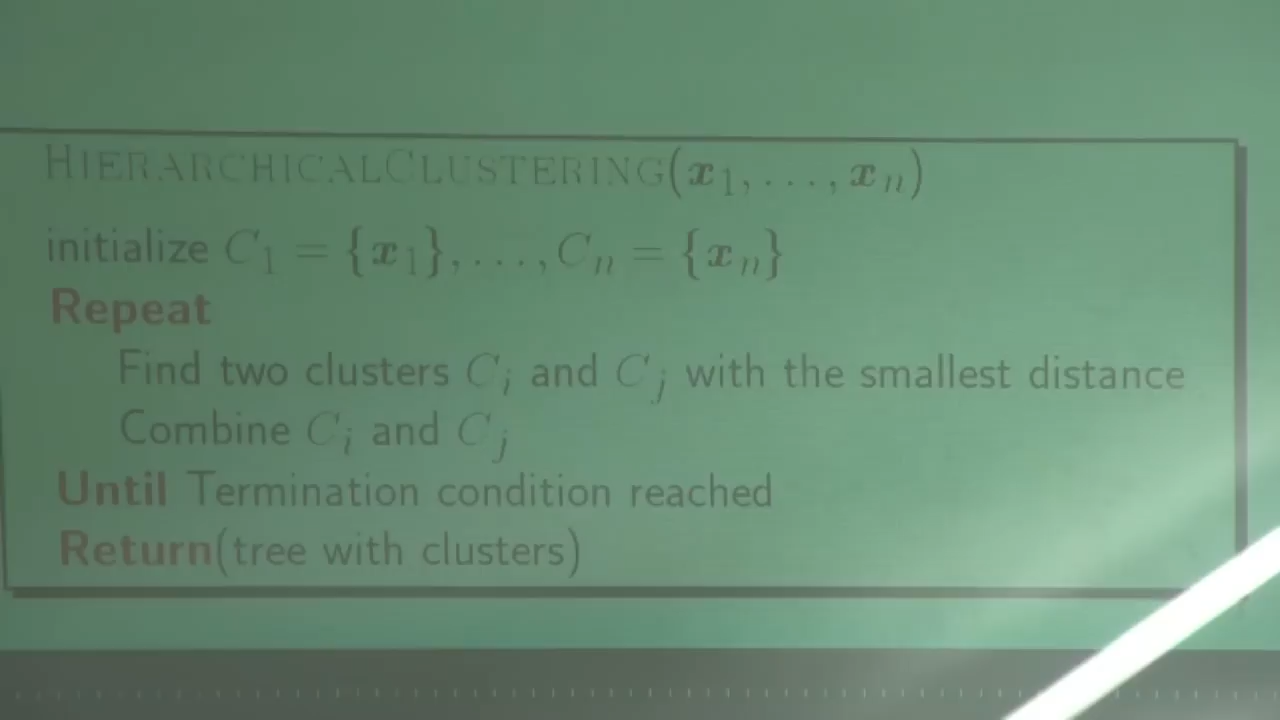 HIERARCHICALCLUSTERING(x₁, . . . , xₙ)
initialize C₁ = {x₁}, . . . , Cₙ = {xₙ}
Repeat
Find two clusters Cᵢ and Cⱼ with the smallest distance
Combine Cᵢ and Cⱼ
Until Termination condition reached
Return(tree with clusters)